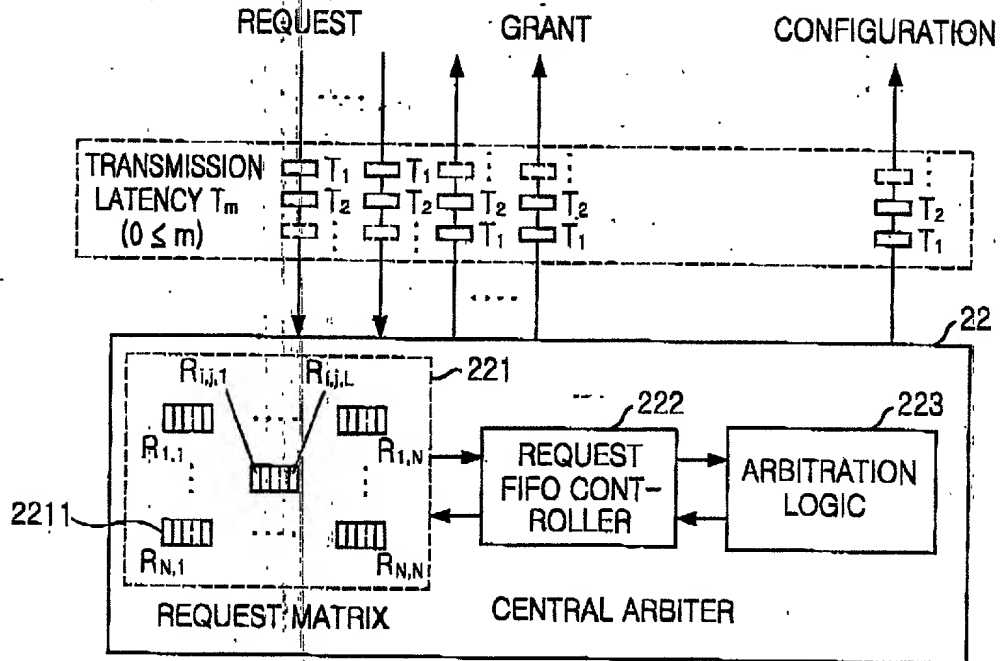 REQUEST GRANT CONFIGURATION
TRANSMISSION
LATENCY Tm
(0 ≤ m)
T1 T1
T2 T2 T2 T2 T2
T1 T1 T1
22
Ri,j,1 Ri,j,L 221
R1,1 R1,N
222 223
REQUEST
FIFO CONT-
ROLLER
ARBITRATION
LOGIC
2211
RN,1 RN,N
REQUEST MATRIX CENTRAL ARBITER